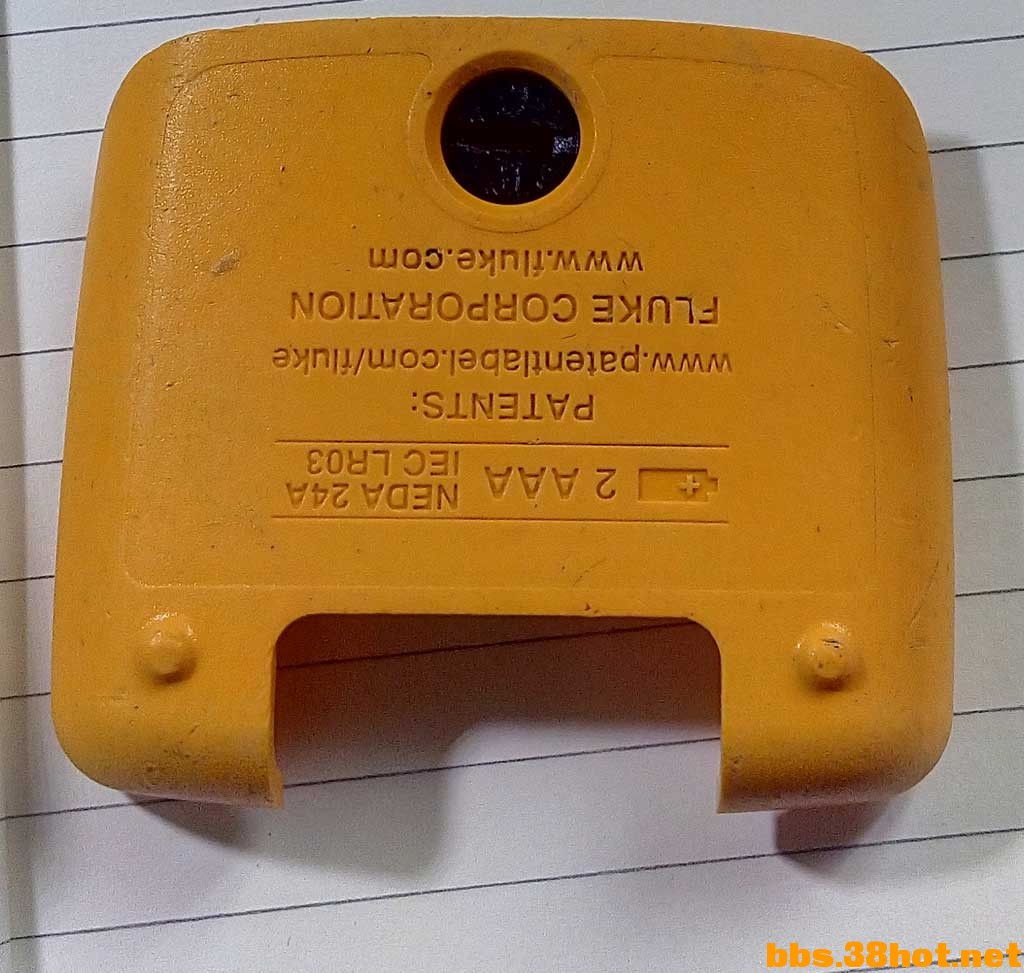 2 AAA NEDA 24A
IEC LR03
PATENTS:
www.patentlabel.com/fluke
FLUKE CORPORATION
www.fluke.com
bbs.38hot.net